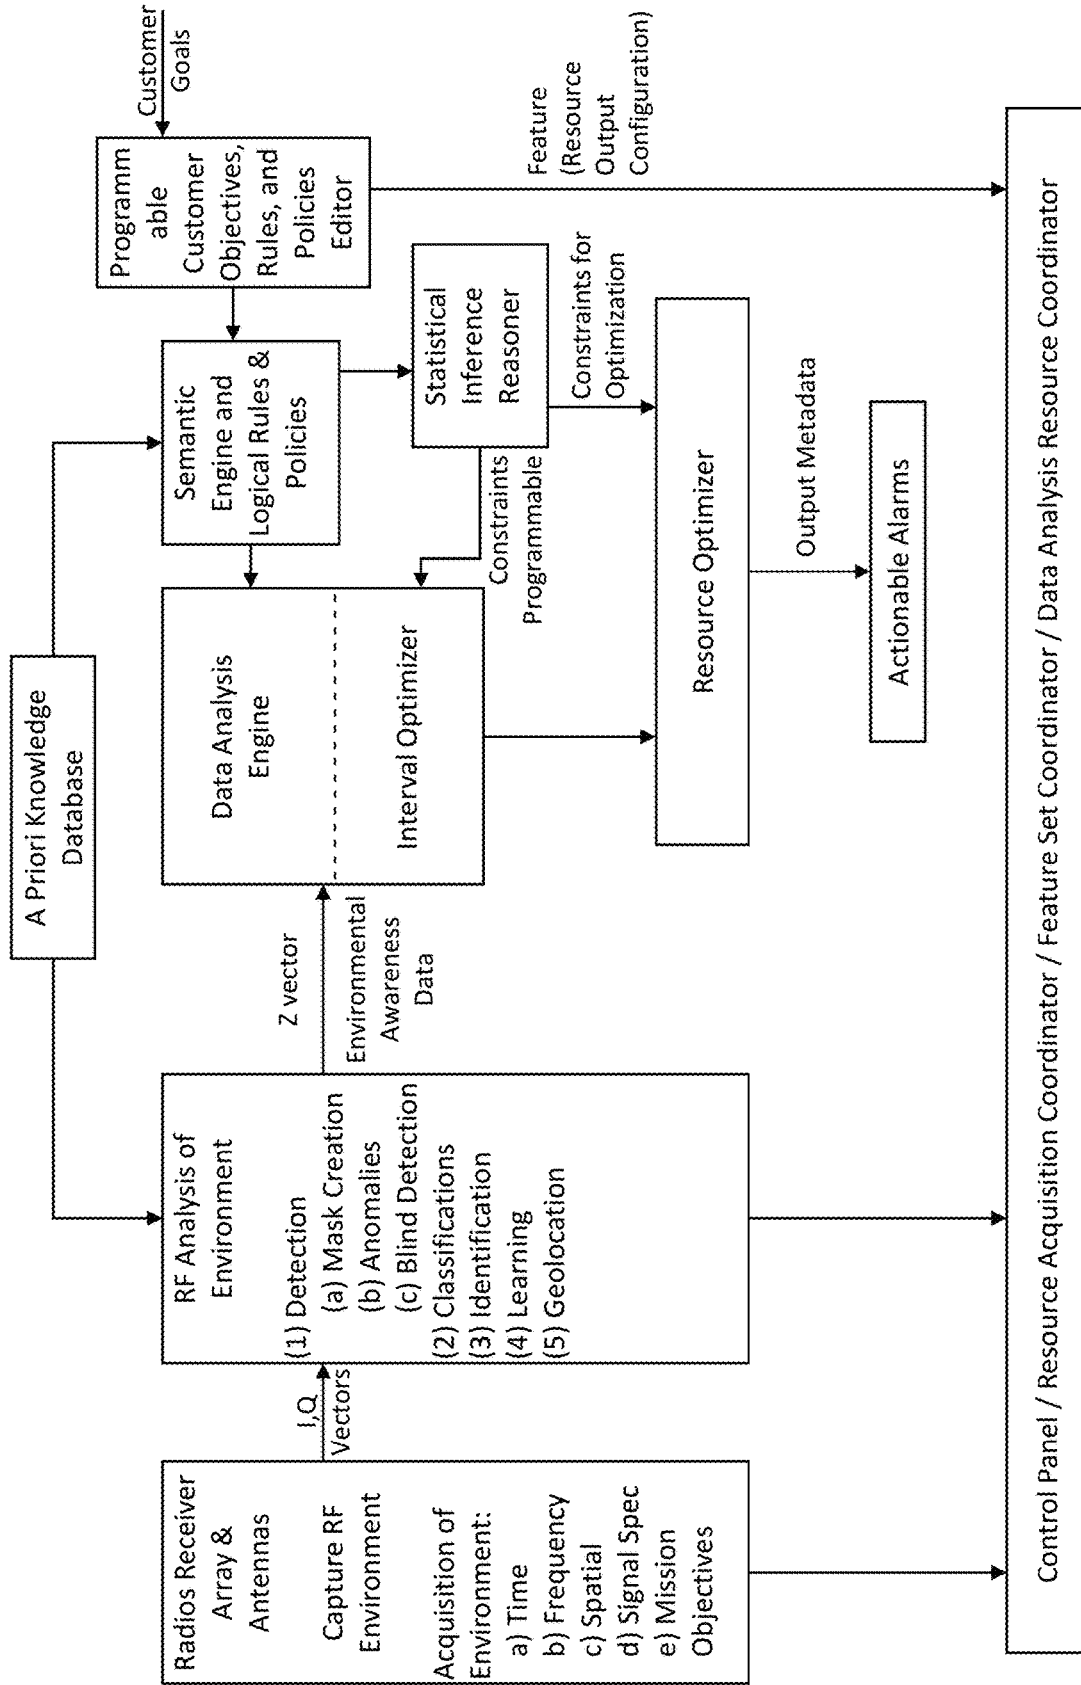 A Priori Knowledge
Database
Customer
Goals
Radios Receiver
Array &
Antennas
Capture RF
Environment
Acquisition of
Environment:
a) Time
b) Frequency
c) Spatial
d) Signal Spec
e) Mission
Objectives
I,Q
Vectors
RF Analysis of
Environment
(1) Detection
(a) Mask Creation
(b) Anomalies
(c) Blind Detection
(2) Classifications
(3) Identification
(4) Learning
(5) Geolocation
Z vector
Environmental
Awareness
Data
Data Analysis
Engine
Interval Optimizer
Semantic
Engine and
Logical Rules &
Policies
Programm
able
Customer
Objectives,
Rules, and
Policies
Editor
Statistical
Inference
Reasoner
Constraints
Programmable
Constraints for
Optimization
Feature
(Resource
Output
Configuration)
Resource Optimizer
Output Metadata
Actionable Alarms
Control Panel / Resource Acquisition Coordinator / Feature Set Coordinator / Data Analysis Resource Coordinator